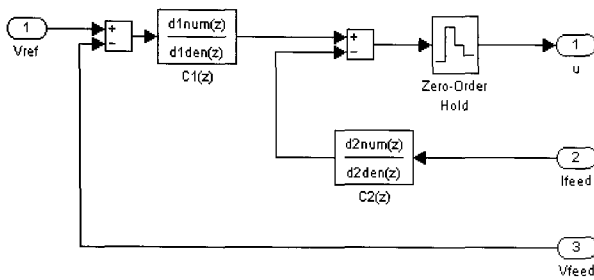 1
Vref
+
−
d1num(z)
d1den(z)
C1(z)
+
−
Zero-Order
Hold
1
u
d2num(z)
d2den(z)
C2(z)
2
Ifeed
3
Vfeed